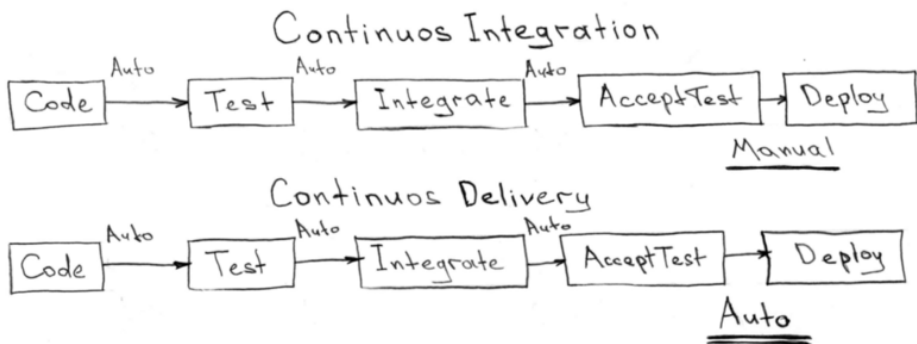 Continuos Integration
Auto Auto Auto
Code Test Integrate AcceptTest Deploy
Manual
Continuos Delivery
Auto Auto Auto
Code Test Integrate AcceptTest Deploy
Auto